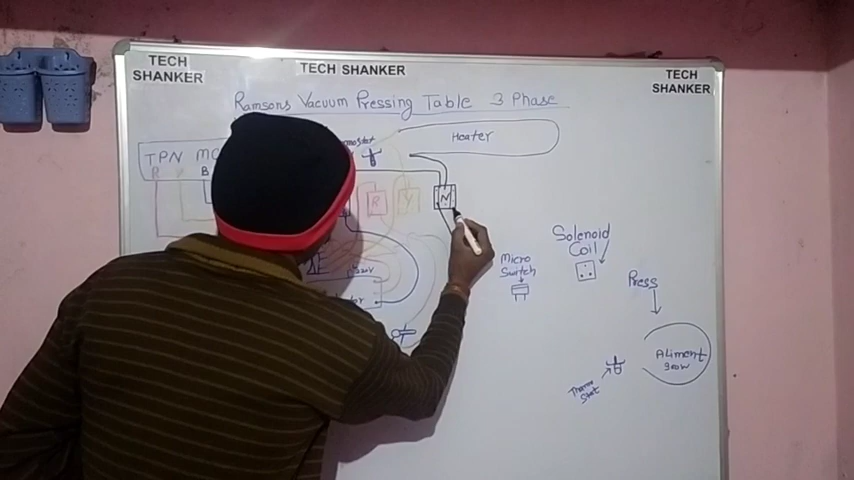 TECH
SHANKER
TECH SHANKER
TECH
SHANKER
Ramsons Vacuum Pressing Table 3 Phase
TPN
R
Y
B
Heater
R
Y
N
Solenoid
Coil
Micro
Switch
Press
Aliment
Thermo
Stat